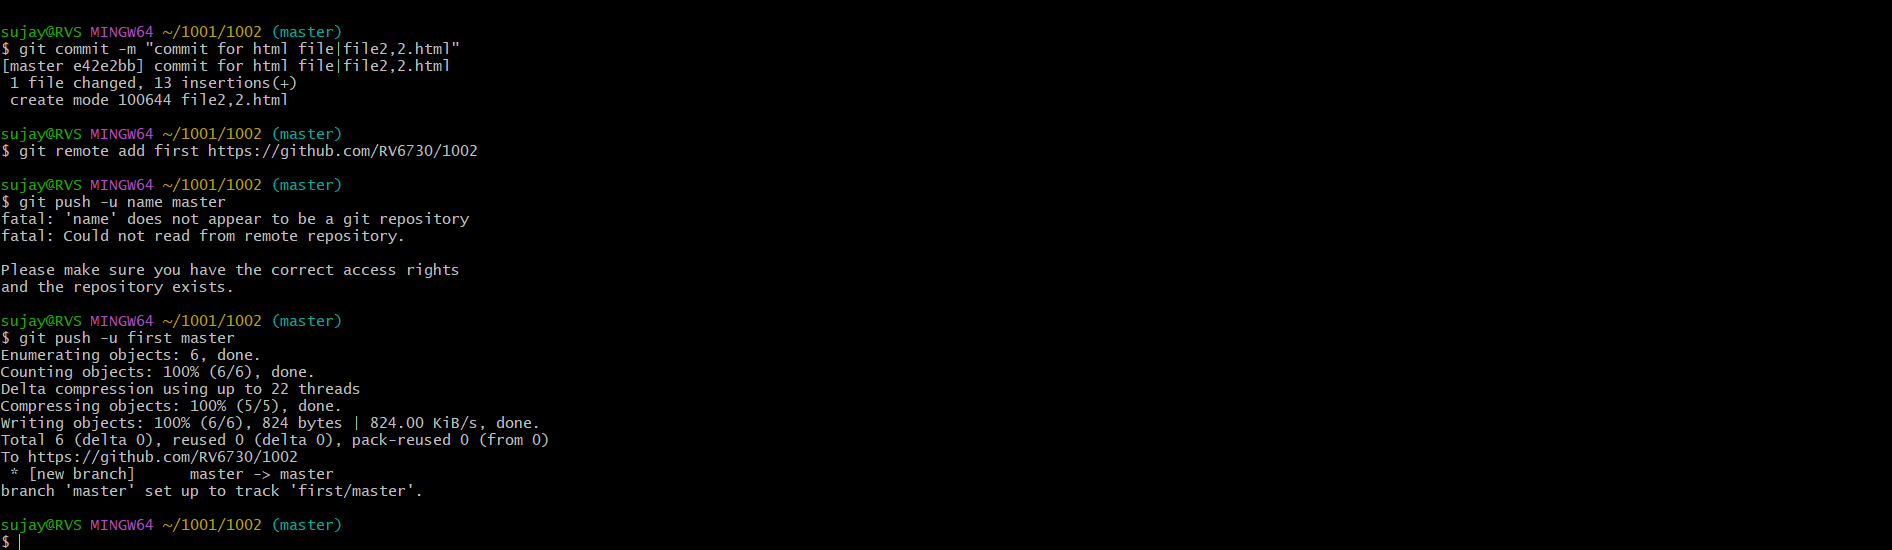 sujay@RVS MINGW64 ~/1001/1002 (master)
$ git commit -m "commit for html file|file2,2.html"
[master e42e2bb] commit for html file|file2,2.html
 1 file changed, 13 insertions(+)
 create mode 100644 file2,2.html

sujay@RVS MINGW64 ~/1001/1002 (master)
$ git remote add first https://github.com/RV6730/1002

sujay@RVS MINGW64 ~/1001/1002 (master)
$ git push -u name master
fatal: 'name' does not appear to be a git repository
fatal: Could not read from remote repository.

Please make sure you have the correct access rights
and the repository exists.

sujay@RVS MINGW64 ~/1001/1002 (master)
$ git push -u first master
Enumerating objects: 6, done.
Counting objects: 100% (6/6), done.
Delta compression using up to 22 threads
Compressing objects: 100% (5/5), done.
Writing objects: 100% (6/6), 824 bytes | 824.00 KiB/s, done.
Total 6 (delta 0), reused 0 (delta 0), pack-reused 0 (from 0)
To https://github.com/RV6730/1002
 * [new branch]      master -> master
branch 'master' set up to track 'first/master'.

sujay@RVS MINGW64 ~/1001/1002 (master)
$